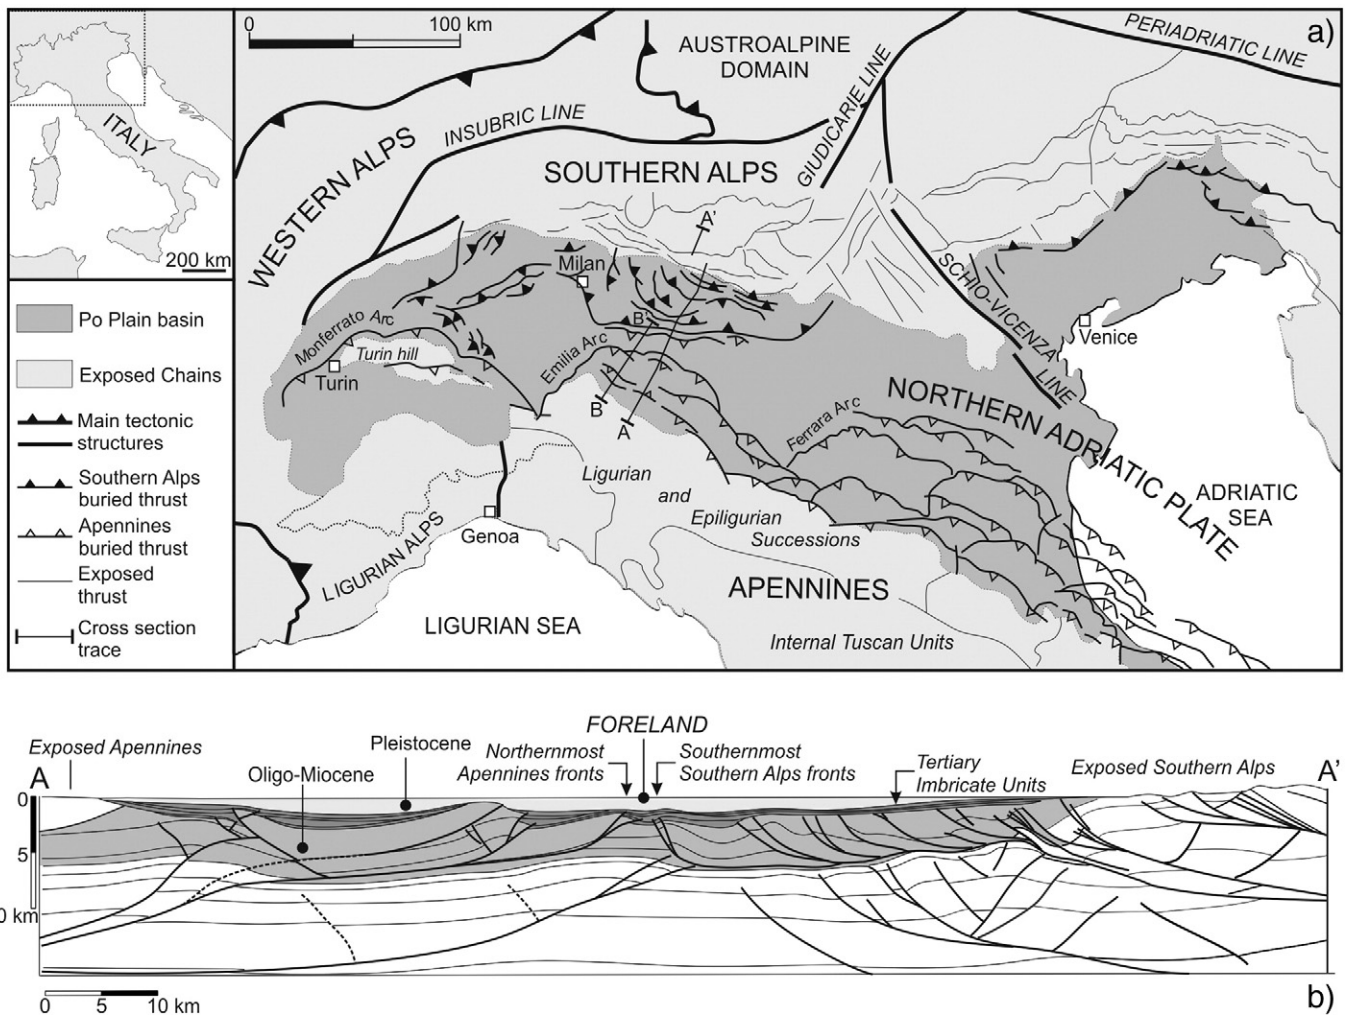 0
100 km
a)
AUSTROALPINE
DOMAIN
PERIADRIATIC LINE
ITALY
200 km
INSUBRIC LINE
GIUDICARIE LINE
WESTERN ALPS
SOUTHERN ALPS
A'
Milan
SCHIO-VICENZA
LINE
Venice
B'
Monferrato Arc
Turin hill
Turin
Emilia Arc
B
A
Ferrara Arc
NORTHERN ADRIATIC PLATE
ADRIATIC
SEA
Ligurian
and
Epiligurian
Successions
Genoa
LIGURIAN ALPS
LIGURIAN SEA
APENNINES
Internal Tuscan Units
Po Plain basin
Exposed Chains
Main tectonic
structures
Southern Alps
buried thrust
Apennines
buried thrust
Exposed
thrust
Cross section
trace
FORELAND
Exposed Apennines
Pleistocene
Oligo-Miocene
Northernmost
Apennines fronts
Southernmost
Southern Alps fronts
Tertiary
Imbricate Units
Exposed Southern Alps
A
A'
0
5
0 km
0
5
10 km
b)